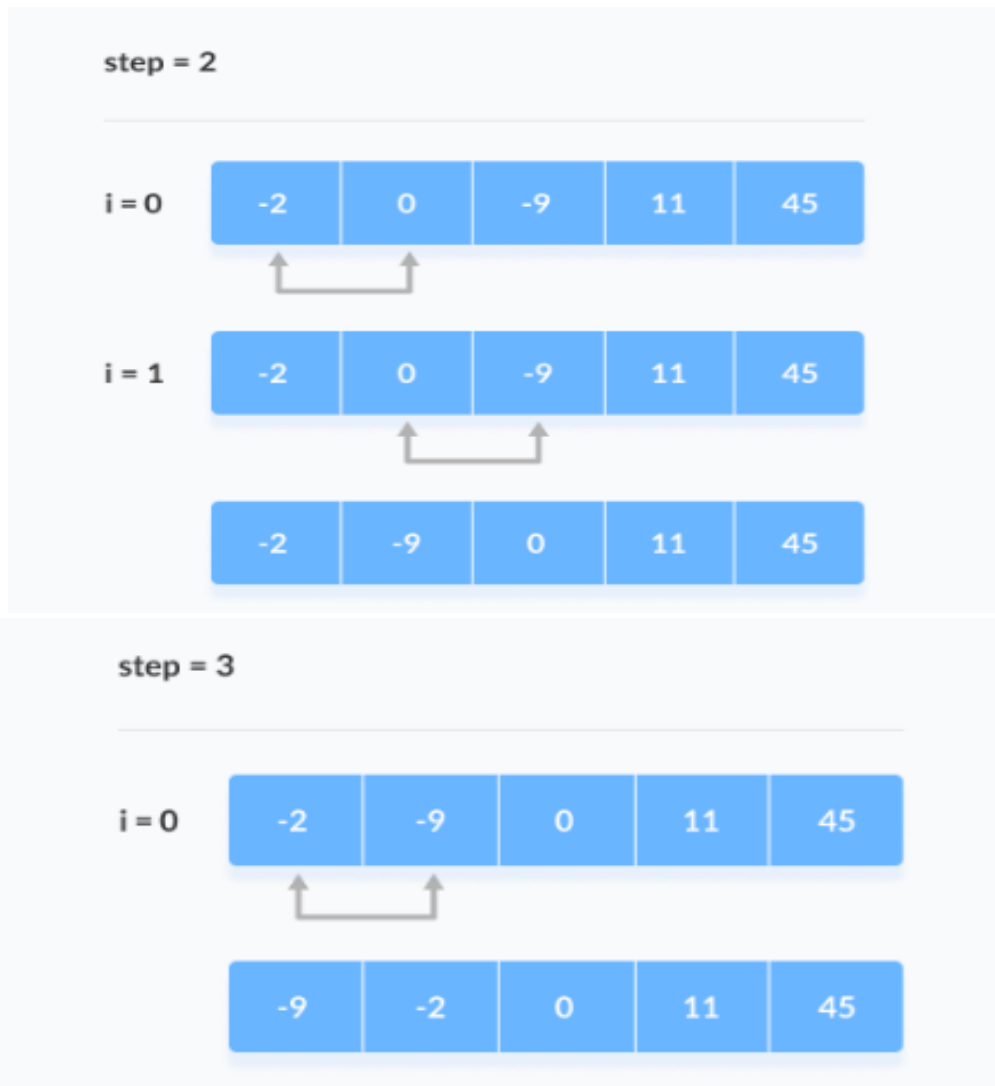 step = 2
i = 0 -2 0 -9 11 45
i = 1 -2 0 -9 11 45
-2 -9 0 11 45
step = 3
i = 0 -2 -9 0 11 45
-9 -2 0 11 45